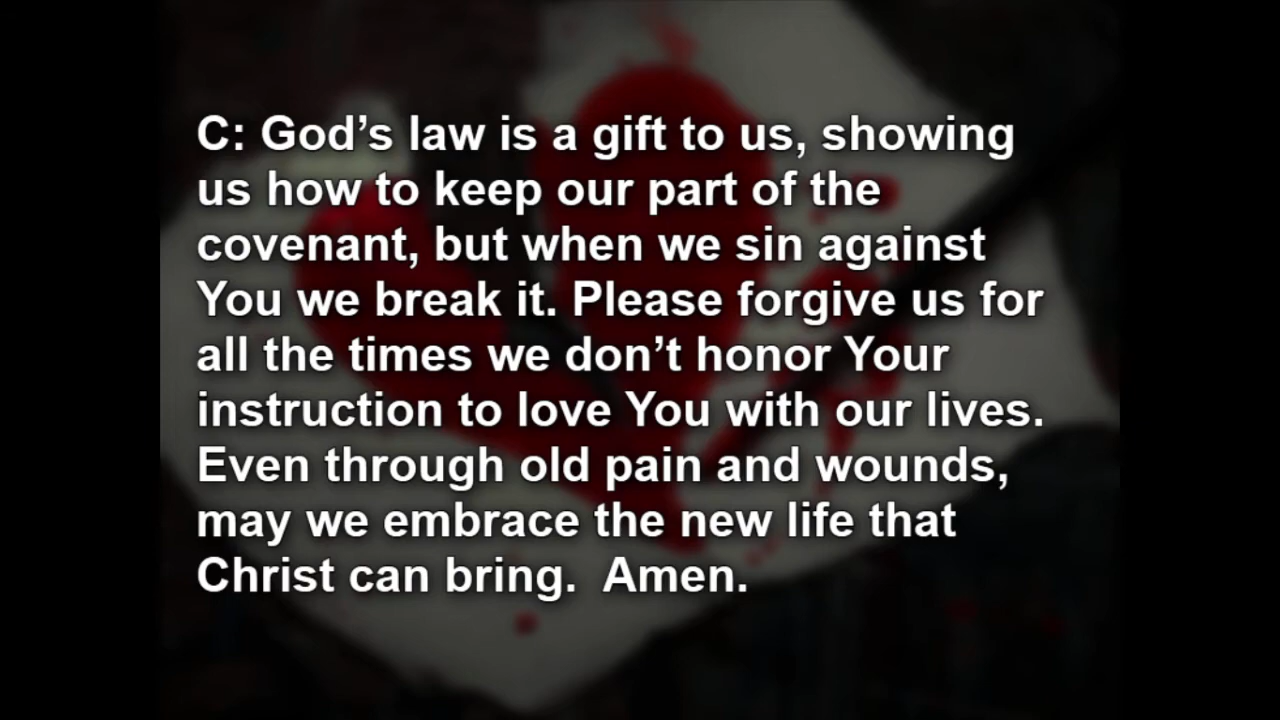 C: God’s law is a gift to us, showing
us how to keep our part of the
covenant, but when we sin against
You we break it. Please forgive us for
all the times we don’t honor Your
instruction to love You with our lives.
Even through old pain and wounds,
may we embrace the new life that
Christ can bring.  Amen.